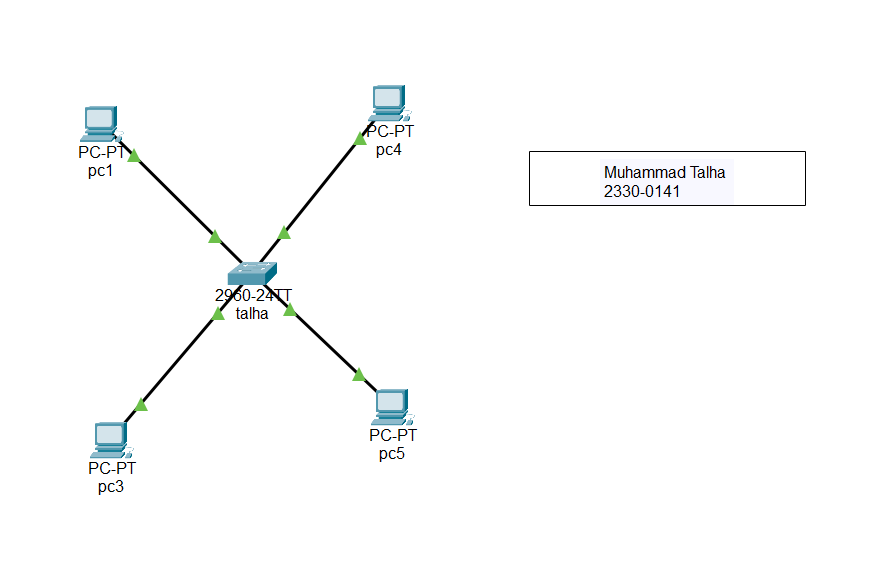 PC-PT
pc1
PC-PT
pc4
Muhammad Talha
2330-0141
2960-24TT
talha
PC-PT
pc5
PC-PT
pc3